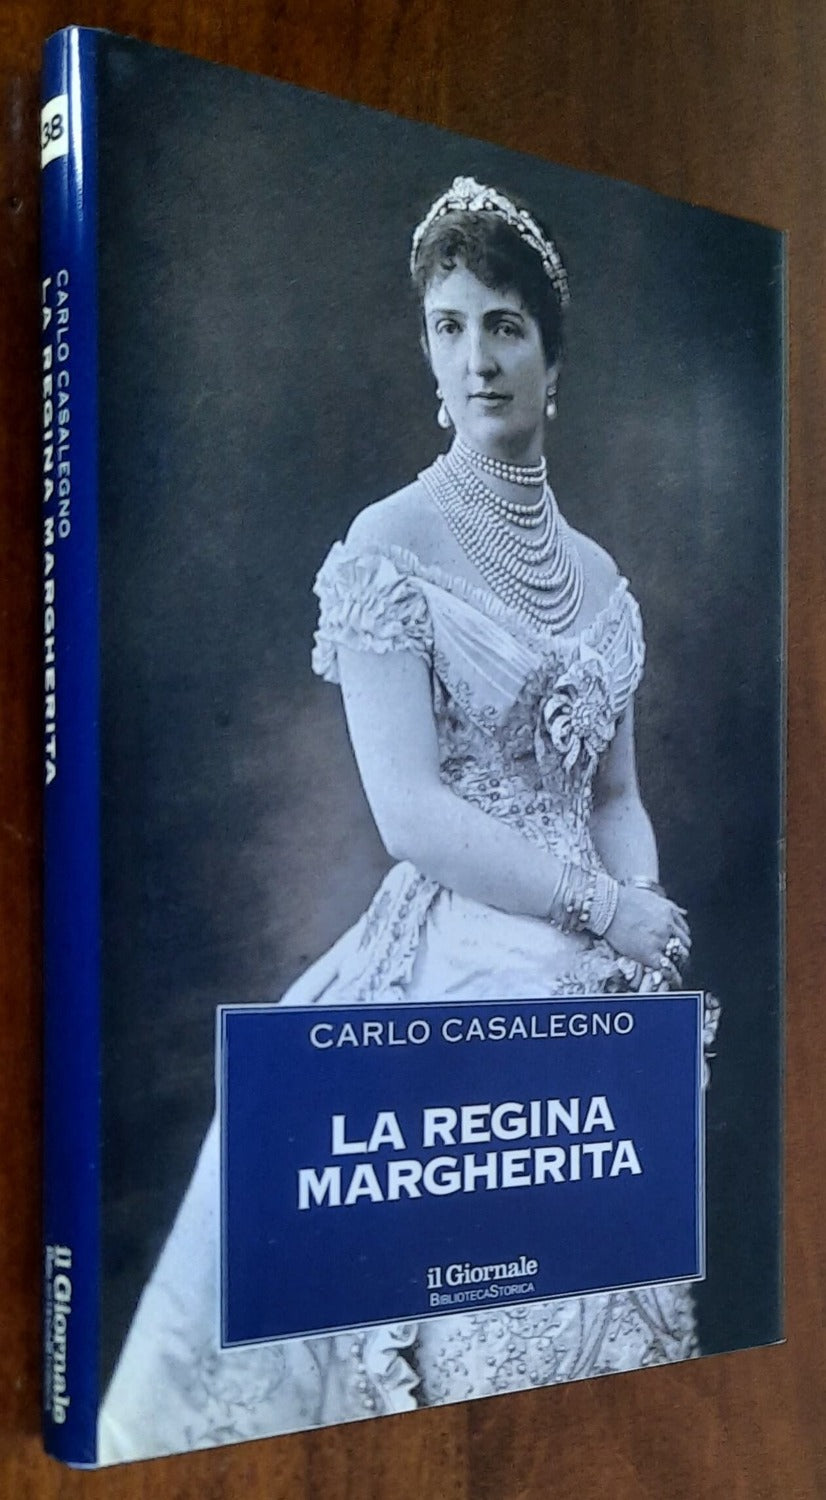 38
CARLO CASALEGNO
LA REGINA MARGHERITA
il Giornale
CARLO CASALEGNO
LA REGINA
MARGHERITA
il Giornale
BIBLIOTECASTORICA